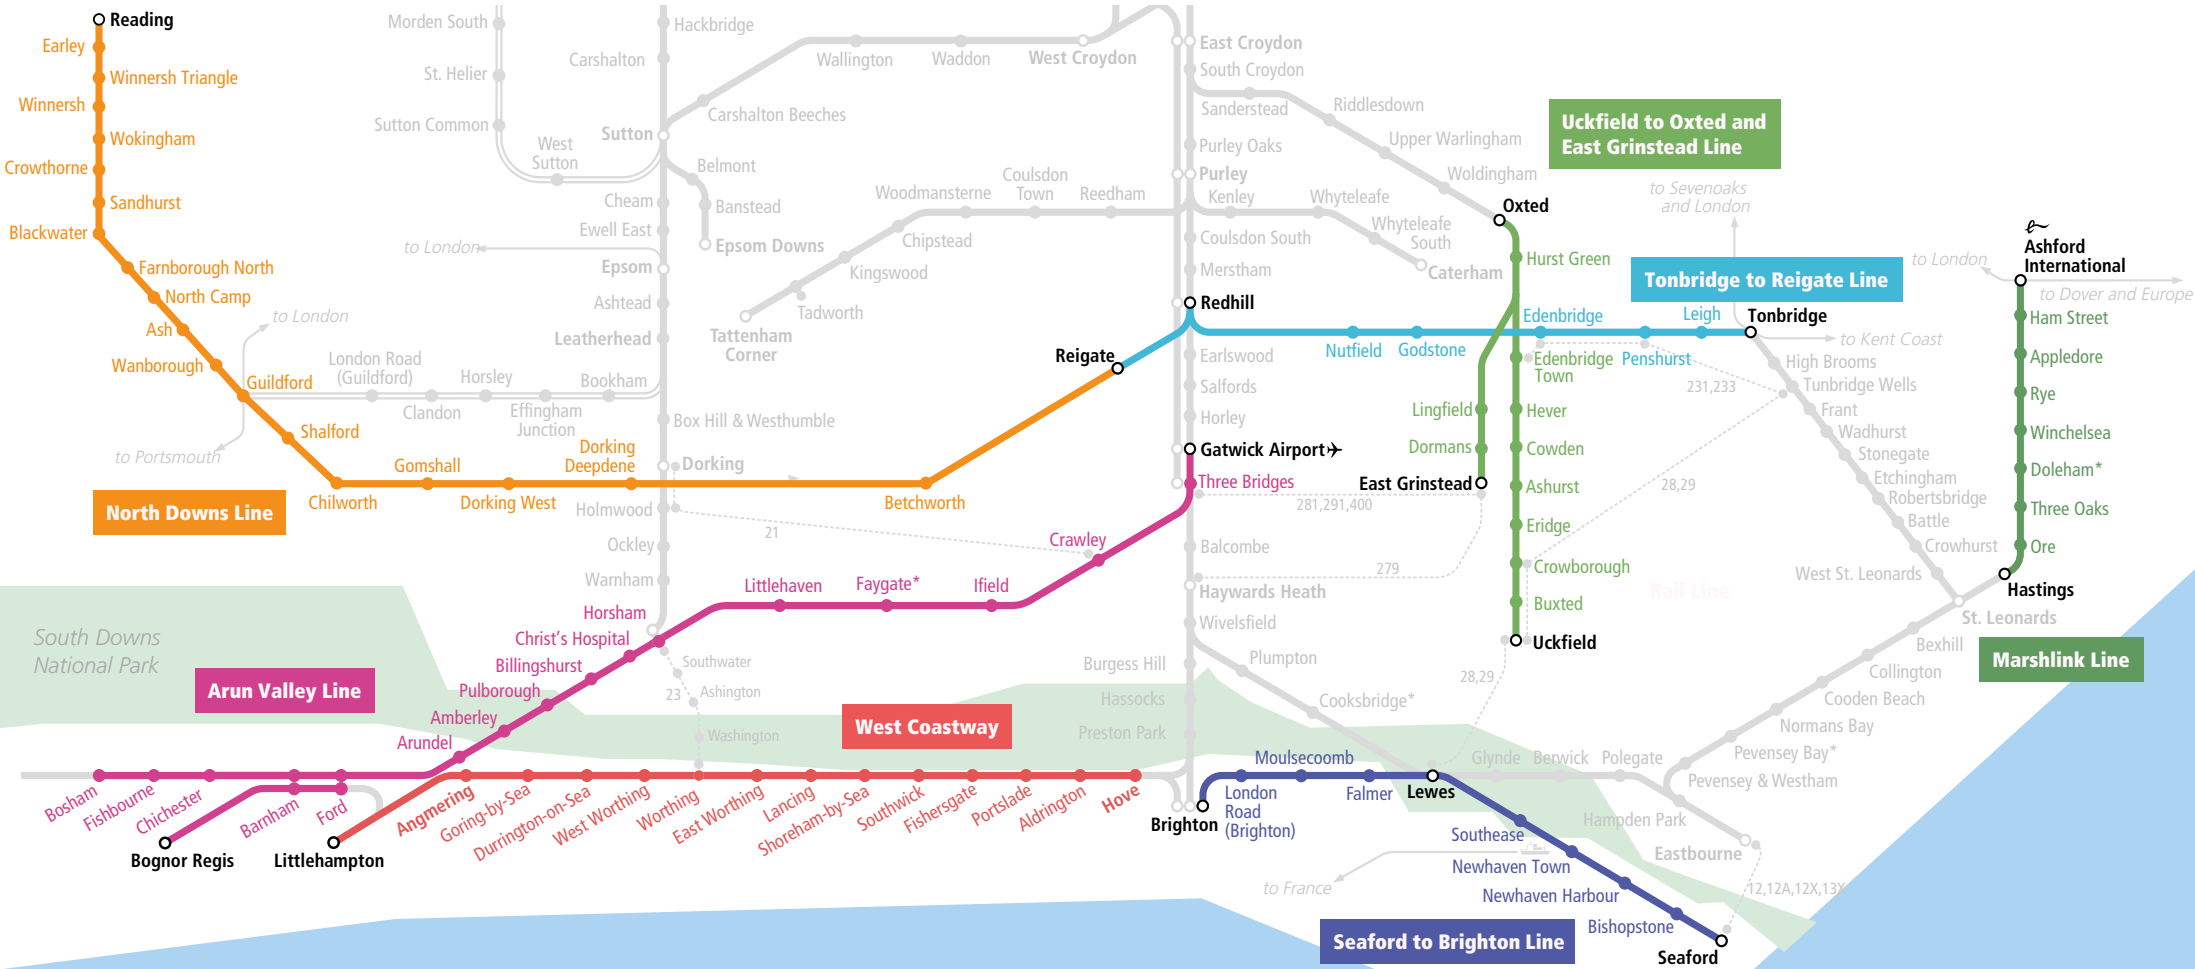 Reading
Earley
Winnersh Triangle
Winnersh
Wokingham
Crowthorne
Sandhurst
Blackwater
Farnborough North
North Camp
Ash
Wanborough
Guildford
Shalford
Chilworth
Gomshall
Dorking West
Dorking
Deepdene
Betchworth
Reigate
North Downs Line
to London
to Portsmouth
London Road
(Guildford)
Clandon
Horsley
Effingham
Junction
Bookham
Morden South
St. Helier
Sutton Common
West
Sutton
to London
Hackbridge
Carshalton
Sutton
Cheam
Ewell East
Epsom
Ashtead
Leatherhead
Box Hill & Westhumble
Dorking
Holmwood
Ockley
Warnham
Wallington
Waddon
West Croydon
Carshalton Beeches
Belmont
Banstead
Epsom Downs
Woodmansterne
Coulsdon
Town
Reedham
Chipstead
Kingswood
Tadworth
Tattenham
Corner
East Croydon
South Croydon
Sanderstead
Riddlesdown
Upper Warlingham
Woldingham
Purley Oaks
Purley
Kenley
Whyteleafe
Whyteleafe
South
Caterham
Coulsdon South
Merstham
Redhill
Earlswood
Salfords
Horley
Gatwick Airport
Three Bridges
Balcombe
Haywards Heath
Wivelsfield
Burgess Hill
Hassocks
Preston Park
Plumpton
Cooksbridge*
Uckfield to Oxted and
East Grinstead Line
Oxted
Hurst Green
Edenbridge
Town
Hever
Cowden
Ashurst
Eridge
Crowborough
Buxted
Uckfield
Lingfield
Dormans
East Grinstead
to Sevenoaks
and London
Tonbridge to Reigate Line
Nutfield
Godstone
Edenbridge
Penshurst
Leigh
Tonbridge
to Kent Coast
High Brooms
Tunbridge Wells
Frant
Wadhurst
Stonegate
Etchingham
Robertsbridge
Battle
Crowhurst
West St. Leonards
St. Leonards
Bexhill
Collington
Cooden Beach
Normans Bay
Pevensey Bay*
Pevensey & Westham
231,233
28,29
281,291,400
279
28,29
21
23
12,12A,12X,13X
Rail Line
to London
Ashford
International
to Dover and Europe
Ham Street
Appledore
Rye
Winchelsea
Doleham*
Three Oaks
Ore
Hastings
Marshlink Line
Crawley
Ifield
Faygate*
Littlehaven
Horsham
Christ's Hospital
Billingshurst
Pulborough
Amberley
Arundel
Southwater
Ashington
Washington
South Downs
National Park
Arun Valley Line
West Coastway
Bosham
Fishbourne
Chichester
Barnham
Ford
Bognor Regis
Littlehampton
Angmering
Goring-by-Sea
Durrington-on-Sea
West Worthing
Worthing
East Worthing
Lancing
Shoreham-by-Sea
Southwick
Fishersgate
Portslade
Aldrington
Hove
Brighton
London
Road
(Brighton)
Moulsecoomb
Falmer
Lewes
Glynde
Berwick
Polegate
Hampden Park
Eastbourne
Southease
Newhaven Town
Newhaven Harbour
Bishopstone
Seaford
to France
Seaford to Brighton Line